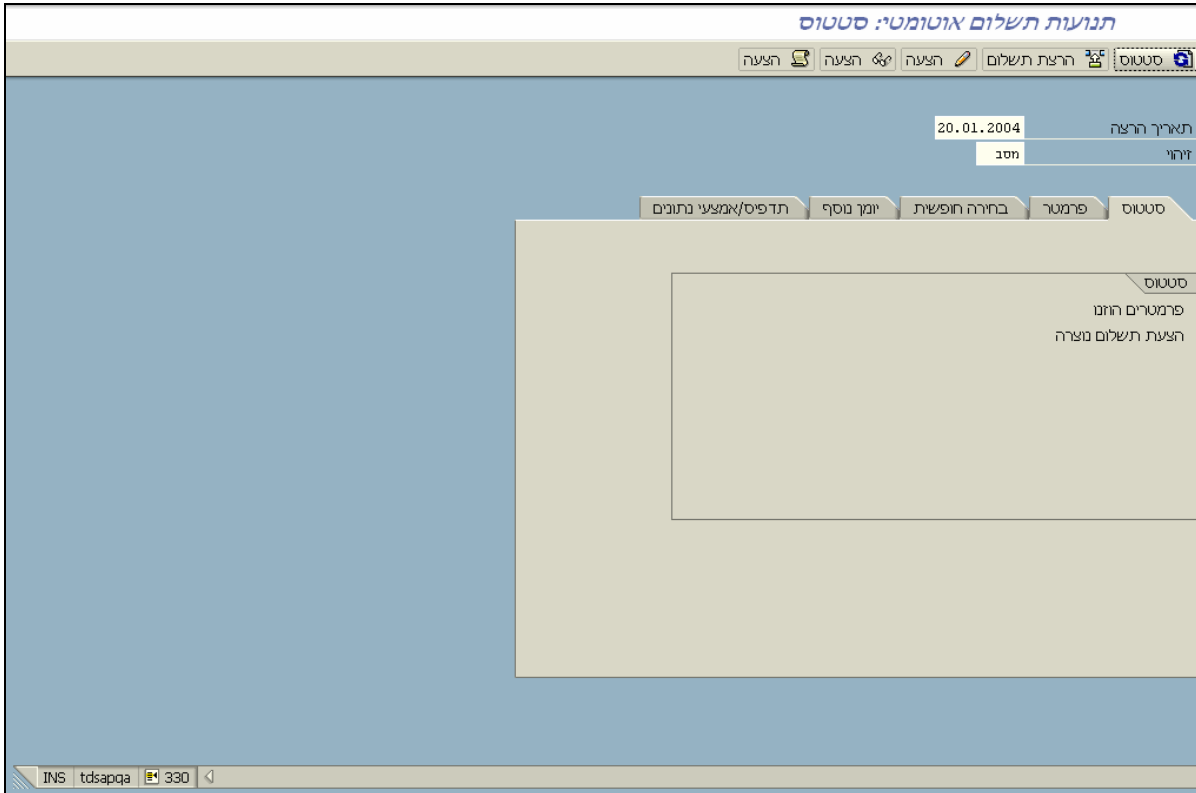 תנועות תשלום אוטומטי: סטטוס
סטטוס הרצת תשלום הצעה הצעה הצעה
תאריך הרצה 20.01.2004
זיהוי מסב
סטטוס פרמטר בחירה חופשית יומן נוסף תדפיס/אמצעי נתונים
סטטוס
פרמטרים הוזנו
הצעת תשלום נוצרה
INS tdsapqa 330